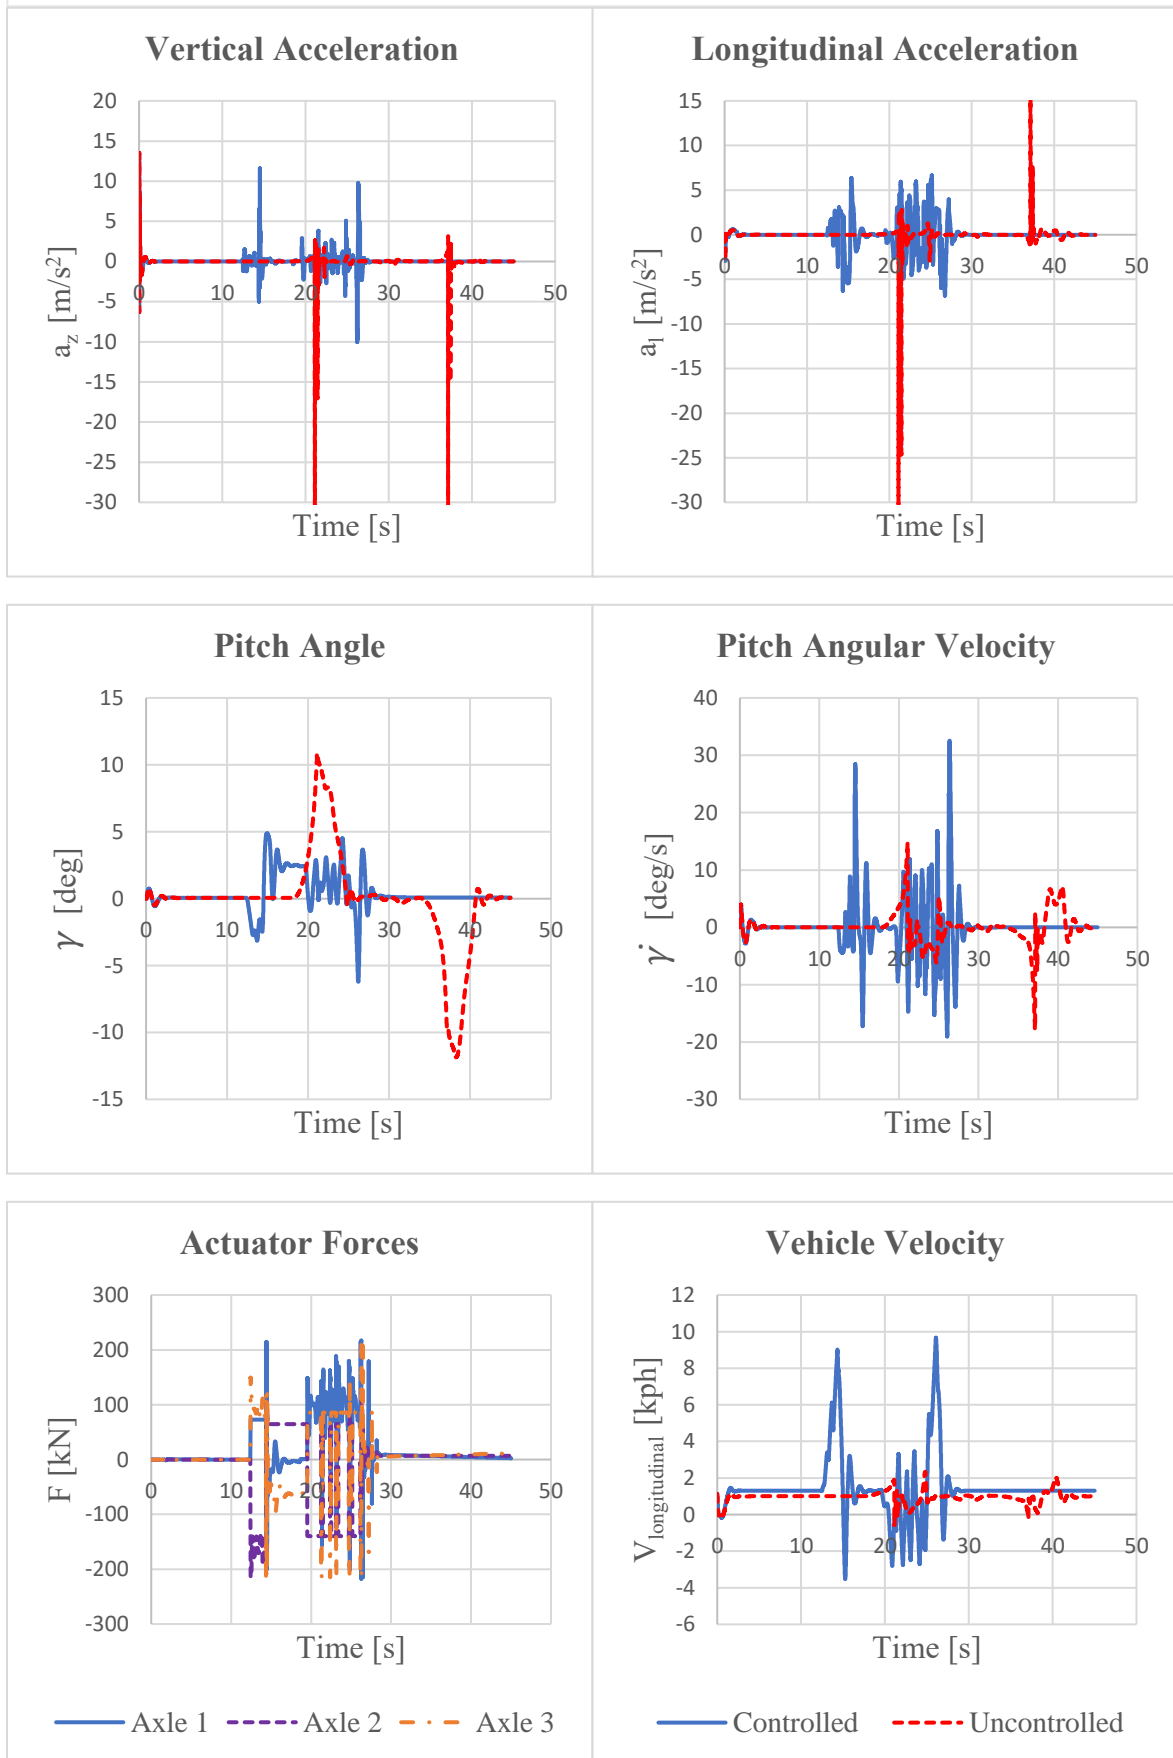 Vertical Acceleration
20
15
10
5
0
-5
-10
-15
-20
-25
-30
0 10 20 30 40 50
a_z [m/s²]
Time [s]
Longitudinal Acceleration
15
10
5
0
-5
-10
-15
-20
-25
-30
0 10 20 30 40 50
a_l [m/s²]
Time [s]
Pitch Angle
15
10
5
0
-5
-10
-15
0 10 20 30 40 50
γ [deg]
Time [s]
Pitch Angular Velocity
40
30
20
10
0
-10
-20
-30
0 10 20 30 40 50
γ̇ [deg/s]
Time [s]
Actuator Forces
300
200
100
0
-100
-200
-300
0 10 20 30 40 50
F [kN]
Time [s]
Axle 1 Axle 2 Axle 3
Vehicle Velocity
12
10
8
6
4
2
0
-2
-4
-6
0 10 20 30 40 50
V_longitudinal [kph]
Time [s]
Controlled Uncontrolled